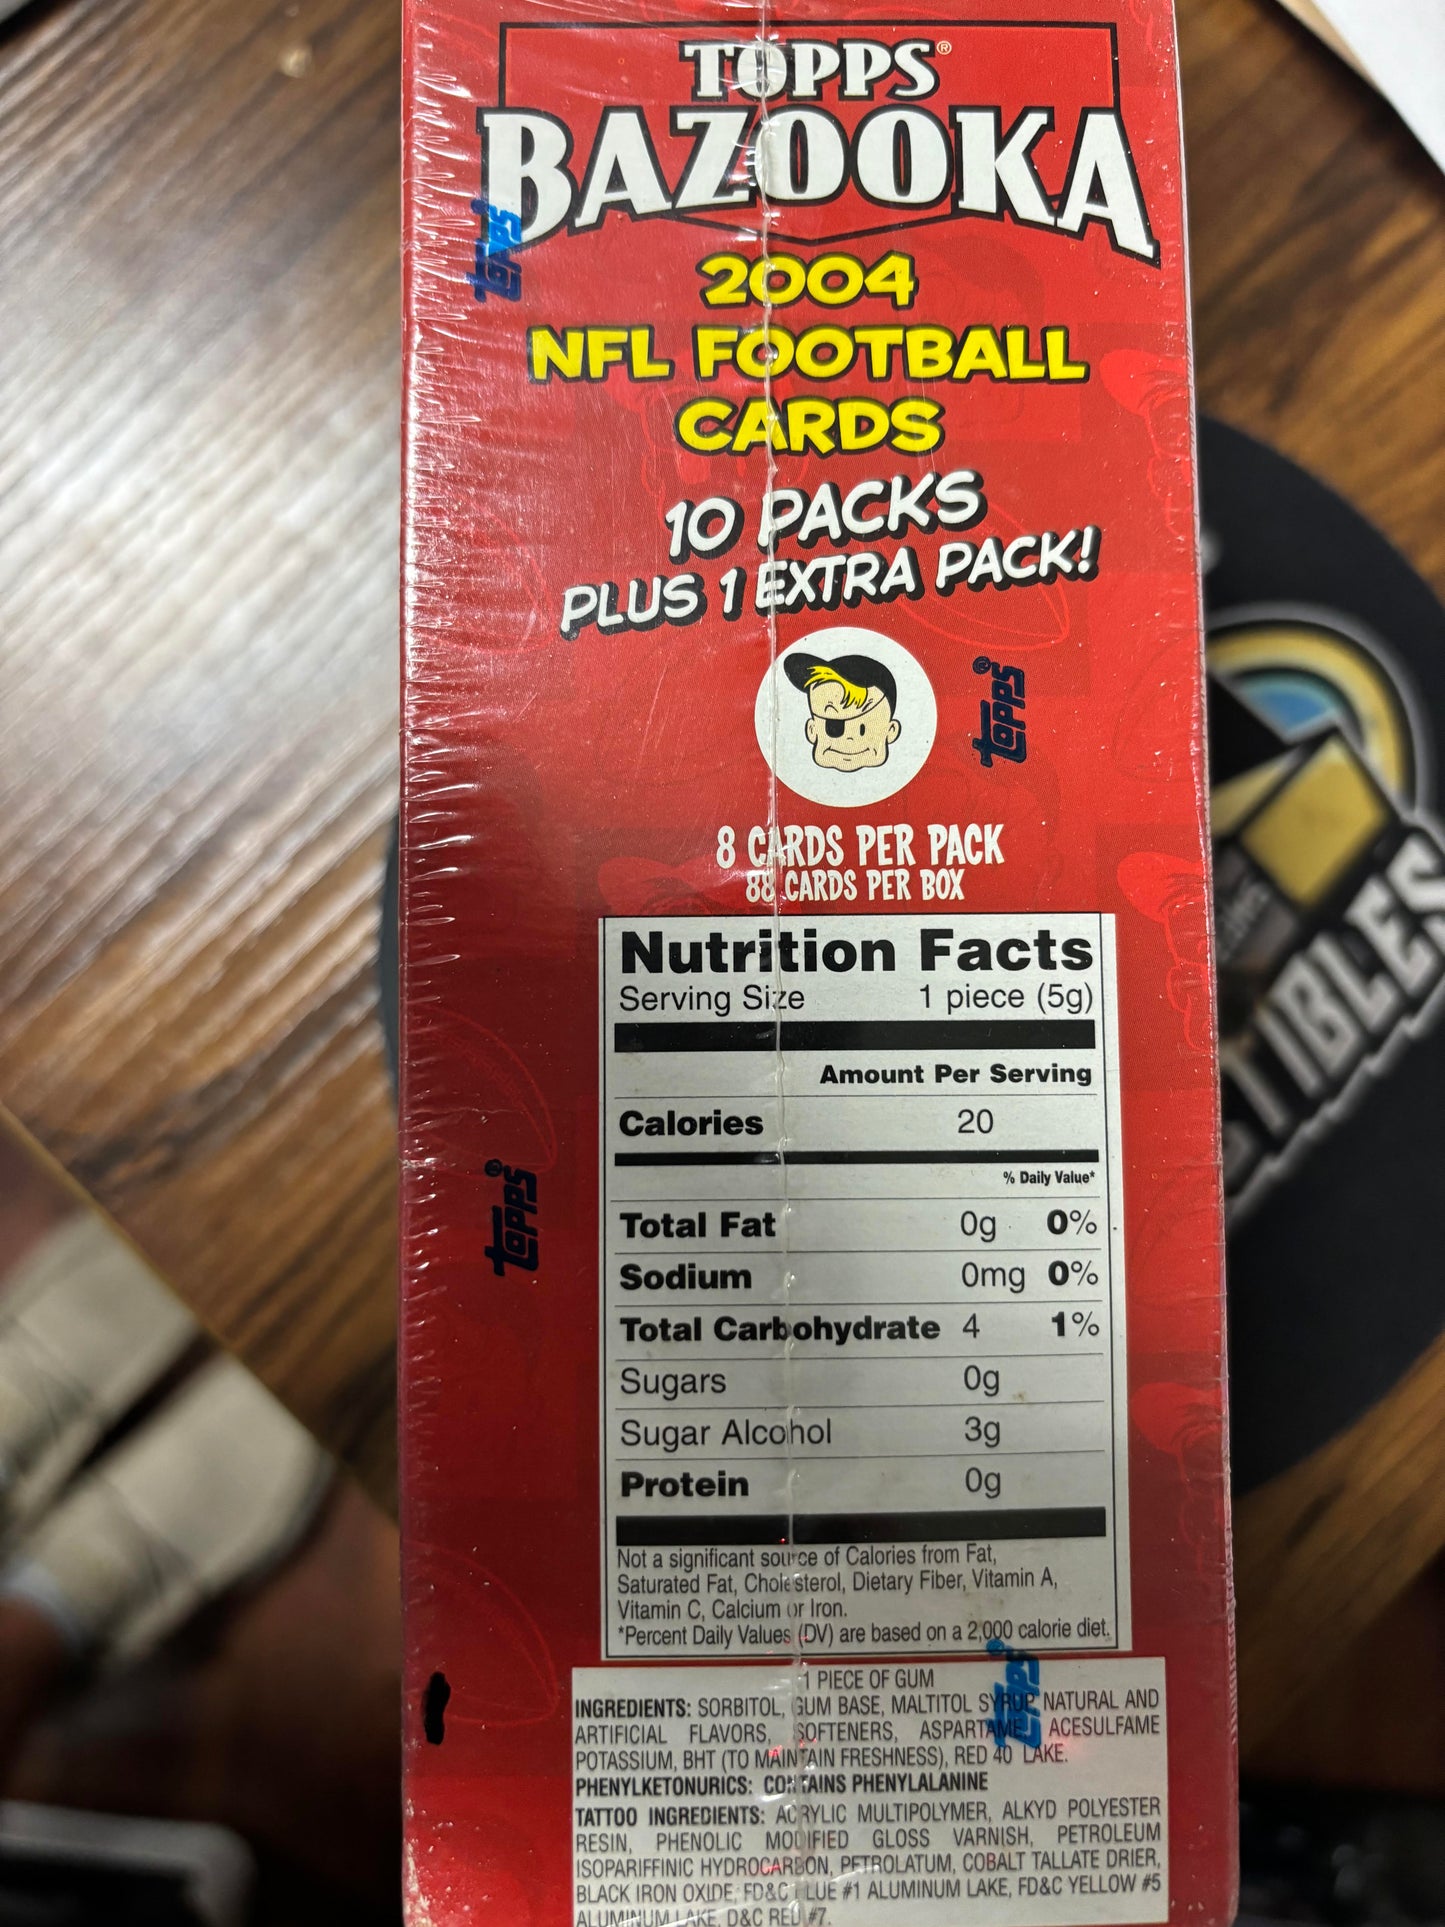 TOPPS®
BAZOOKA
2004
NFL FOOTBALL
CARDS
10 PACKS
PLUS 1 EXTRA PACK!
8 CARDS PER PACK
88 CARDS PER BOX
Nutrition Facts
Serving Size 1 piece (5g)
Amount Per Serving
Calories 20
% Daily Value*
Total Fat 0g 0%
Sodium 0mg 0%
Total Carbohydrate 4 1%
Sugars 0g
Sugar Alcohol 3g
Protein 0g
Not a significant source of Calories from Fat,
Saturated Fat, Cholesterol, Dietary Fiber, Vitamin A,
Vitamin C, Calcium or Iron.
*Percent Daily Values (DV) are based on a 2,000 calorie diet.
1 PIECE OF GUM
INGREDIENTS: SORBITOL, GUM BASE, MALTITOL SYRUP NATURAL AND
ARTIFICIAL FLAVORS, SOFTENERS, ASPARTAME, ACESULFAME
POTASSIUM, BHT (TO MAINTAIN FRESHNESS), RED 40 LAKE.
PHENYLKETONURICS: CONTAINS PHENYLALANINE
TATTOO INGREDIENTS: ACRYLIC MULTIPOLYMER, ALKYD POLYESTER
RESIN, PHENOLIC MODIFIED GLOSS VARNISH, PETROLEUM
ISOPARIFFINIC HYDROCARBON, PETROLATUM, COBALT TALLATE DRIER,
BLACK IRON OXIDE, FD&C BLUE #1 ALUMINUM LAKE, FD&C YELLOW #5
ALUMINUM LAKE, D&C RED #7.
Topps
Topps®
Topps®
Topps®
TIBLES